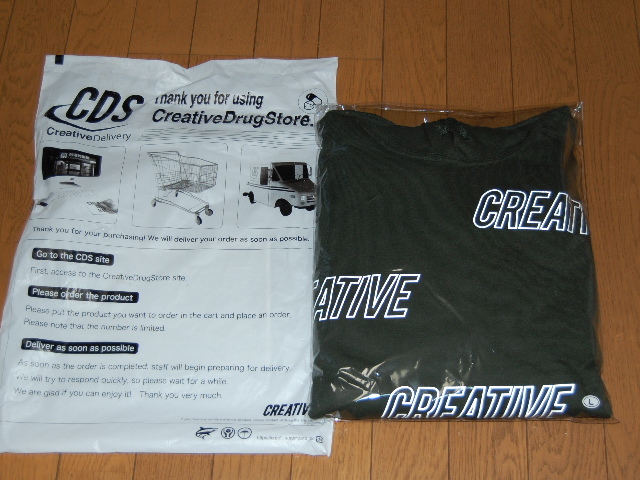 CDS
CreativeDelivery
Thank you for using
CreativeDrugStore.
Thank you for your purchasing! We will deliver your order as soon as possible.
Go to the CDS site
First, access to the CreativeDrugStore site.
Please order the product
Please put the product you want to order in the cart and place an order.
Please note that the number is limited.
Deliver as soon as possible
As soon as the order is completed, staff will begin preparing for delivery.
We will try to respond quickly, so please wait for a while.
We are glad if you can enjoy it! Thank you very much.
CREATIV
CREATI
EATIVE
CREATIVE
L